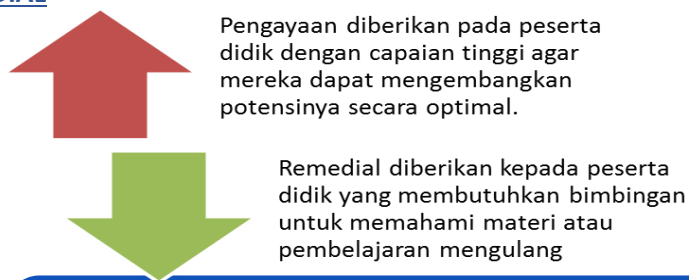 Pengayaan diberikan pada peserta
didik dengan capaian tinggi agar
mereka dapat mengembangkan
potensinya secara optimal.
Remedial diberikan kepada peserta
didik yang membutuhkan bimbingan
untuk memahami materi atau
pembelajaran mengulang